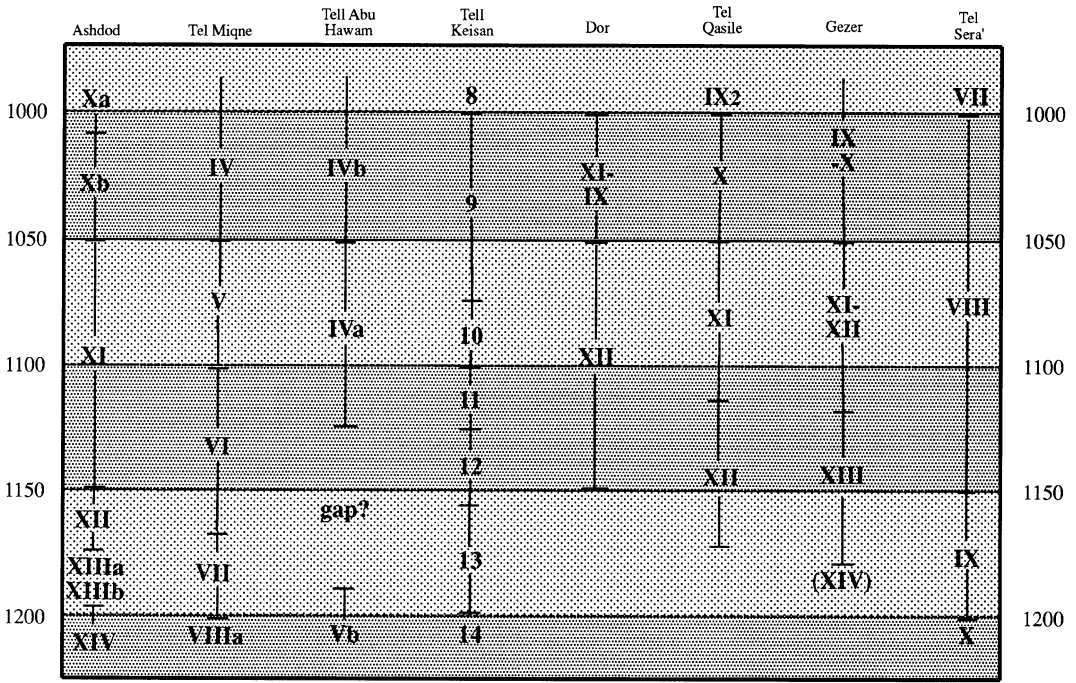 Ashdod
Tel Miqne
Tell Abu
Hawam
Tell
Keisan
Dor
Tel
Qasile
Gezer
Tel
Sera'
Xa
8
IX2
VII
1000
1000
IX
-X
Xb
IV
IVb
XI-
IX
X
9
1050
1050
V
XI-
XII
VIII
IVa
10
XI
XI
XII
1100
1100
11
VI
12
XII
XIII
1150
1150
XII
gap?
13
IX
XIIIa
VII
XIIIb
(XIV)
1200
1200
XIV
VIIIa
Vb
14
X